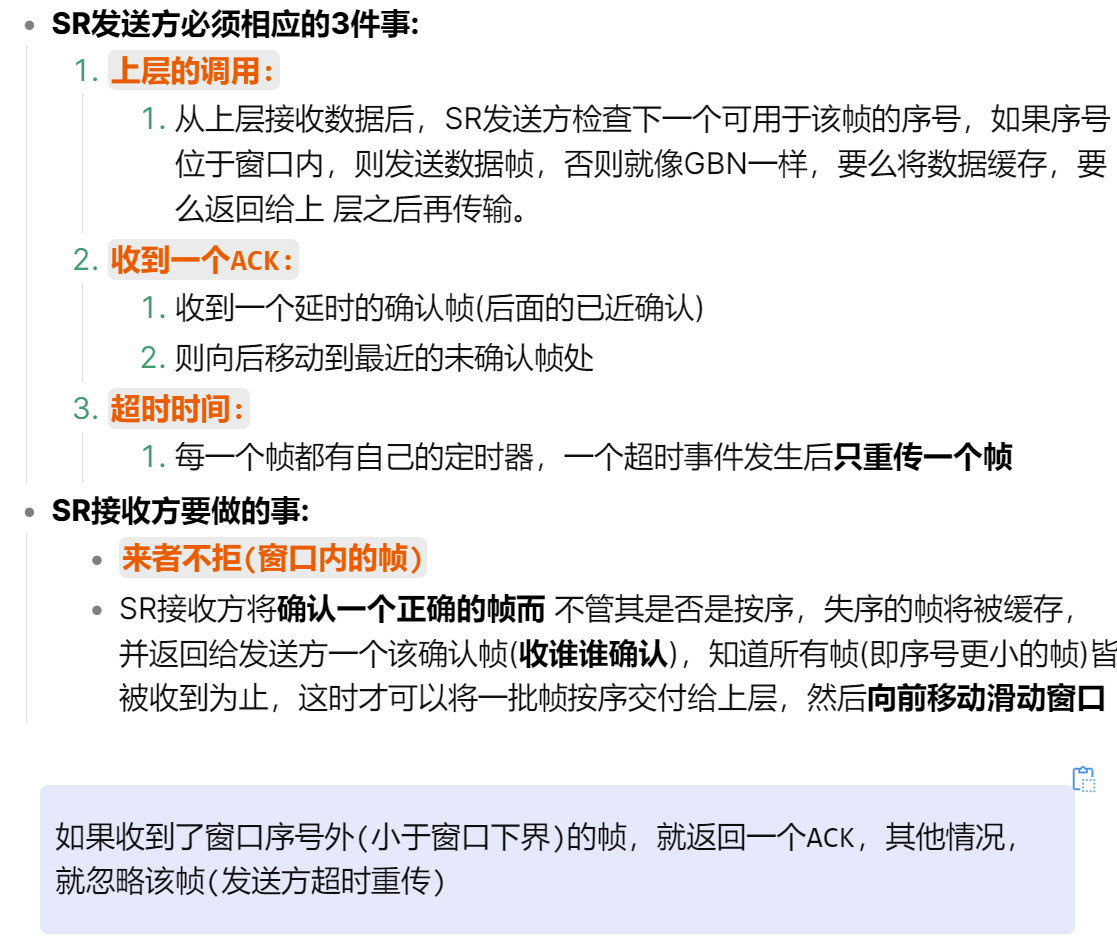 SR发送方必须相应的3件事:
1. 上层的调用:
1. 从上层接收数据后，SR发送方检查下一个可用于该帧的序号，如果序号
位于窗口内，则发送数据帧，否则就像GBN一样，要么将数据缓存，要
么返回给上 层之后再传输。
2. 收到一个ACK:
1. 收到一个延时的确认帧(后面的已近确认)
2. 则向后移动到最近的未确认帧处
3. 超时时间:
1. 每一个帧都有自己的定时器，一个超时事件发生后只重传一个帧
SR接收方要做的事:
来者不拒(窗口内的帧)
SR接收方将确认一个正确的帧而 不管其是否是按序，失序的帧将被缓存，
并返回给发送方一个该确认帧(收谁谁确认)，知道所有帧(即序号更小的帧)皆
被收到为止，这时才可以将一批帧按序交付给上层，然后向前移动滑动窗口
如果收到了窗口序号外(小于窗口下界)的帧，就返回一个ACK，其他情况，
就忽略该帧(发送方超时重传)